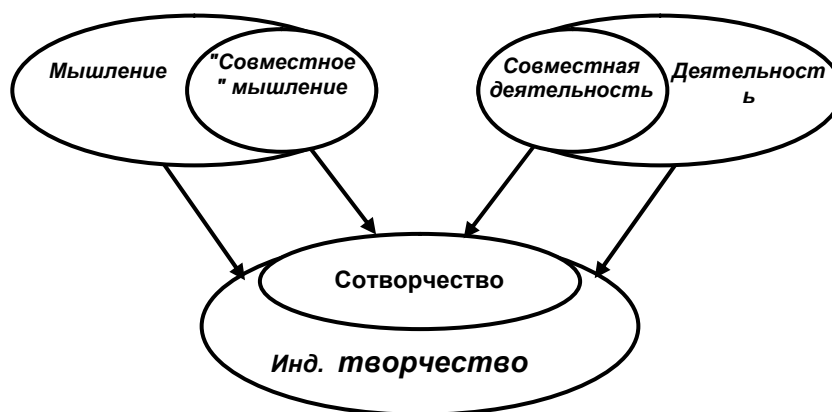 Мышление
"Совместное
" мышление
Совместная
деятельность
Деятельност
ь
Сотворчество
Инд. творчество